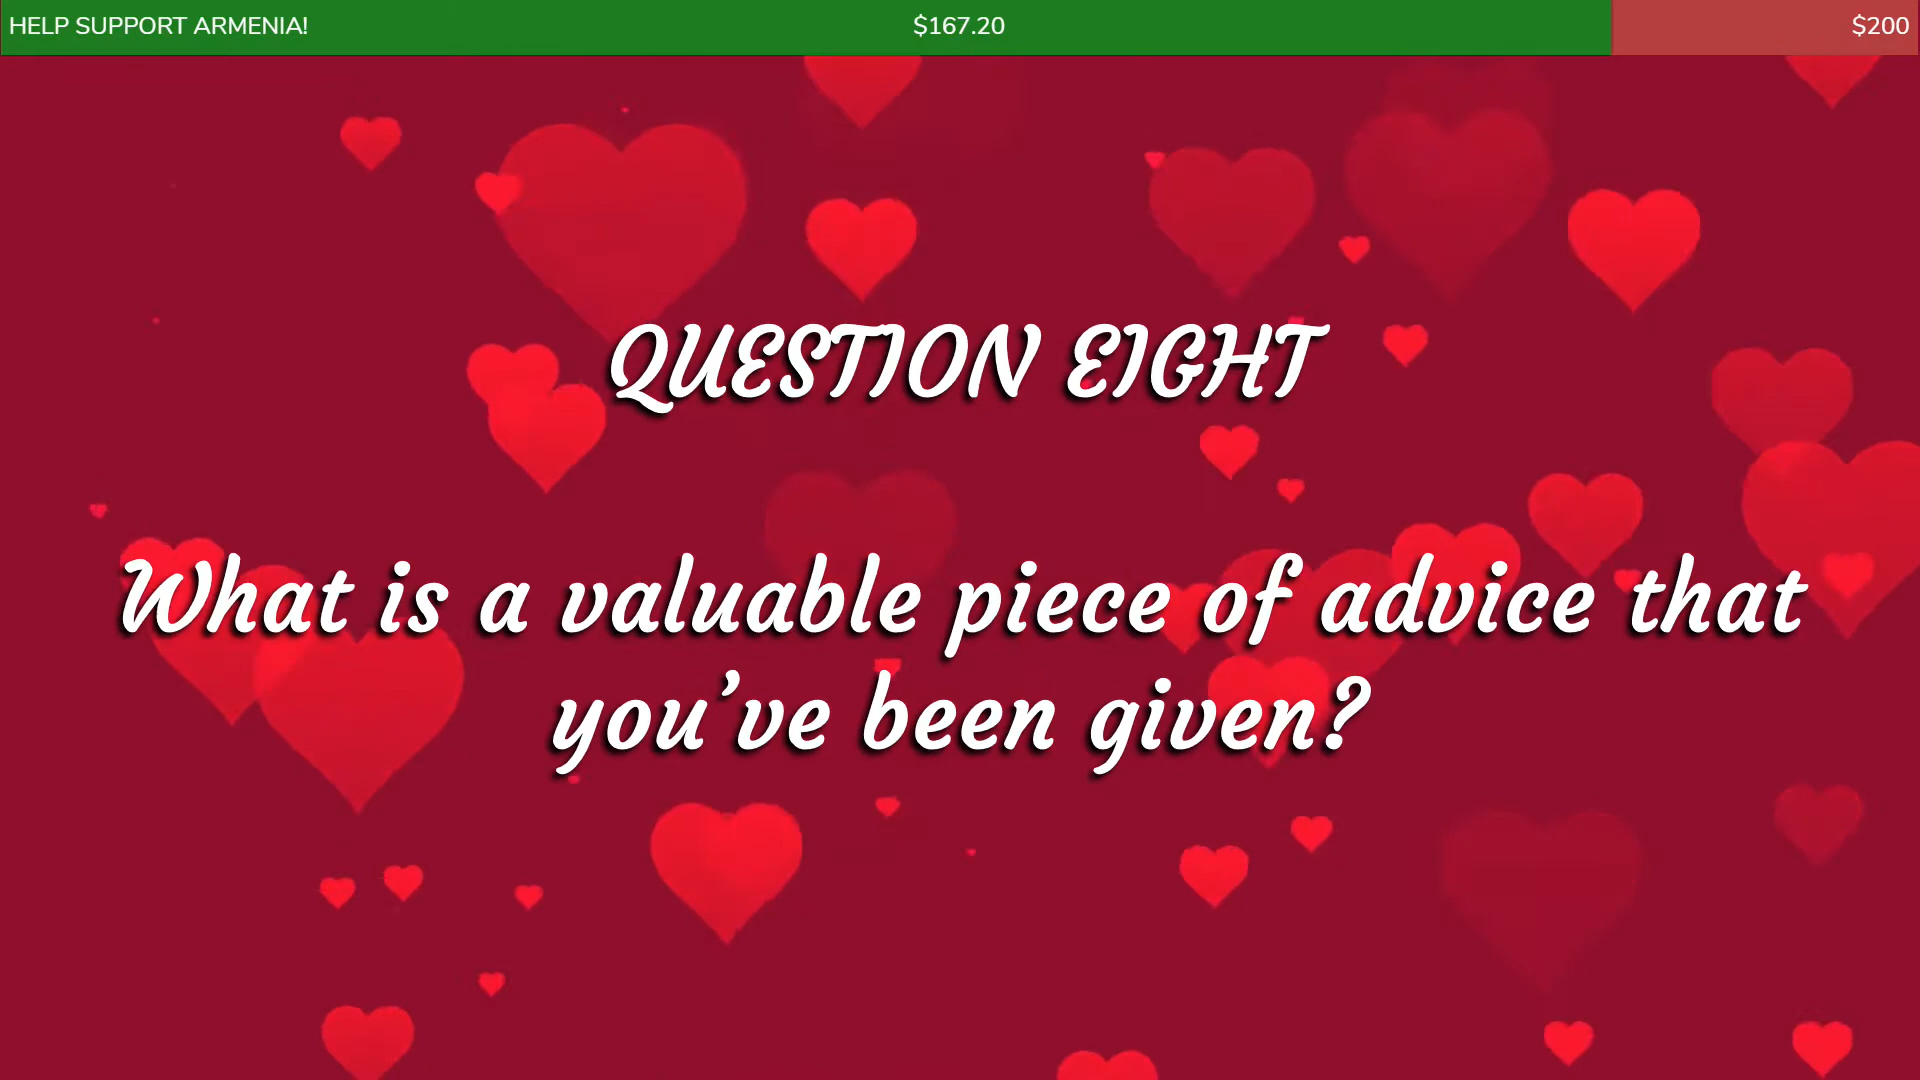 HELP SUPPORT ARMENIA! $167.20 $200
QUESTION EIGHT
What is a valuable piece of advice that
you’ve been given?